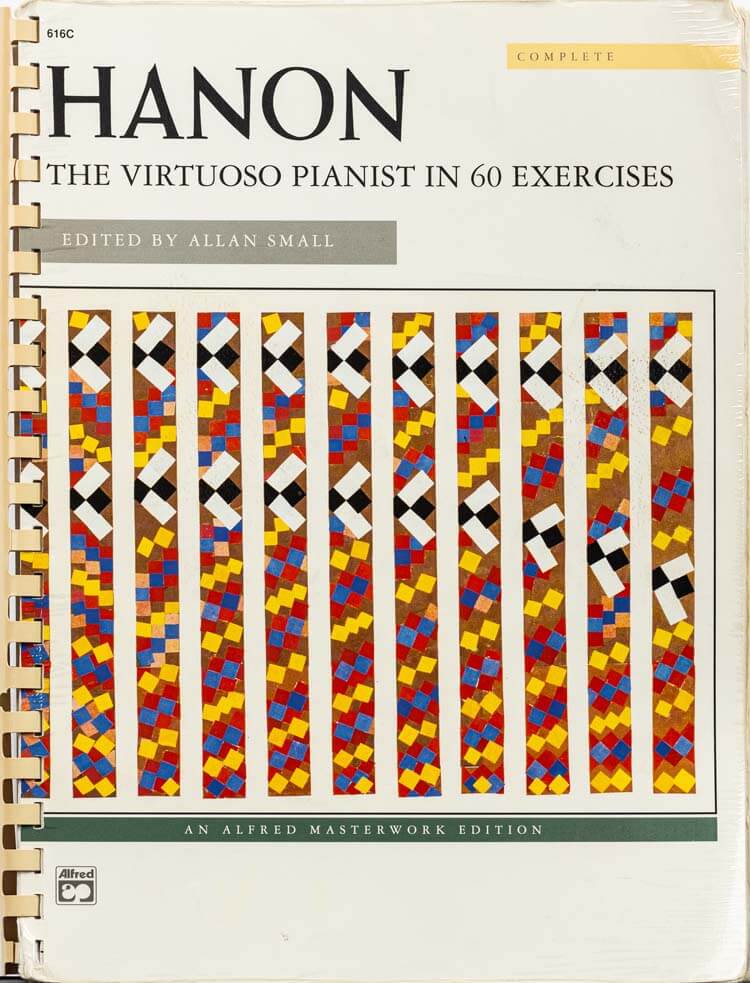 616C
COMPLETE
HANON
THE VIRTUOSO PIANIST IN 60 EXERCISES
EDITED BY ALLAN SMALL
AN ALFRED MASTERWORK EDITION
Alfred